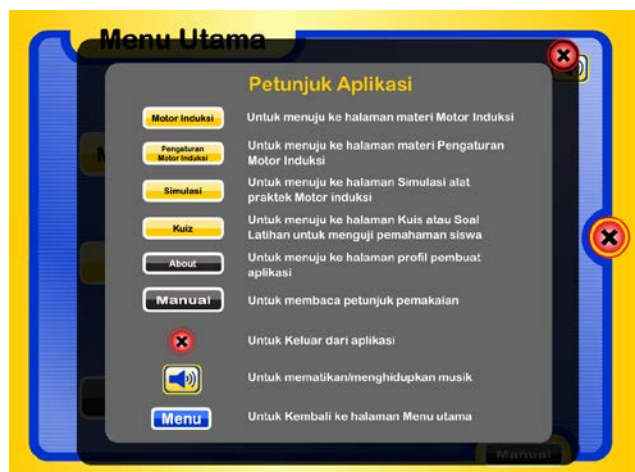 Menu Utama
Petunjuk Aplikasi
Motor Induksi
Untuk menuju ke halaman materi Motor Induksi
Pengaturan
Motor Induksi
Untuk menuju ke halaman materi Pengaturan
Motor Induksi
Simulasi
Untuk menuju ke halaman Simulasi alat
praktek Motor induksi
Kuiz
Untuk menuju ke halaman Kuis atau Soal
Latihan untuk menguji pemahaman siswa
About
Untuk menuju ke halaman profil pembuat
aplikasi
Manual
Untuk membaca petunjuk pemakaian
Untuk Keluar dari aplikasi
Untuk mematikan/menghidupkan musik
Menu
Untuk Kembali ke halaman Menu utama
Manual